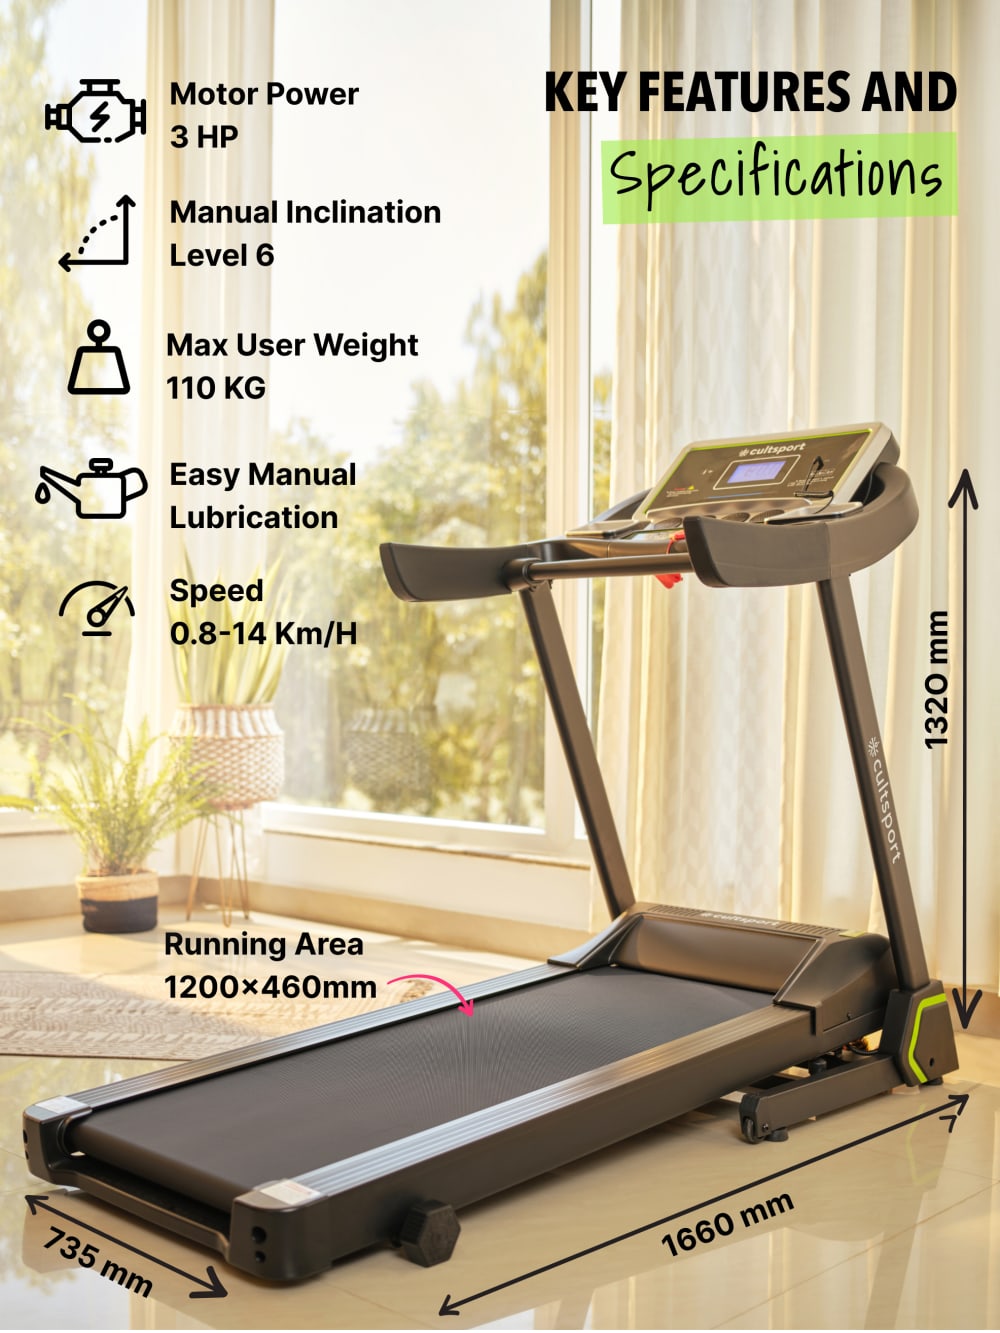 KEY FEATURES AND
Specifications
Motor Power
3 HP
Manual Inclination
Level 6
Max User Weight
110 KG
Easy Manual
Lubrication
Speed
0.8-14 Km/H
cultsport
1320 mm
cultsport
cultsport
Running Area
1200×460mm
735 mm
1660 mm